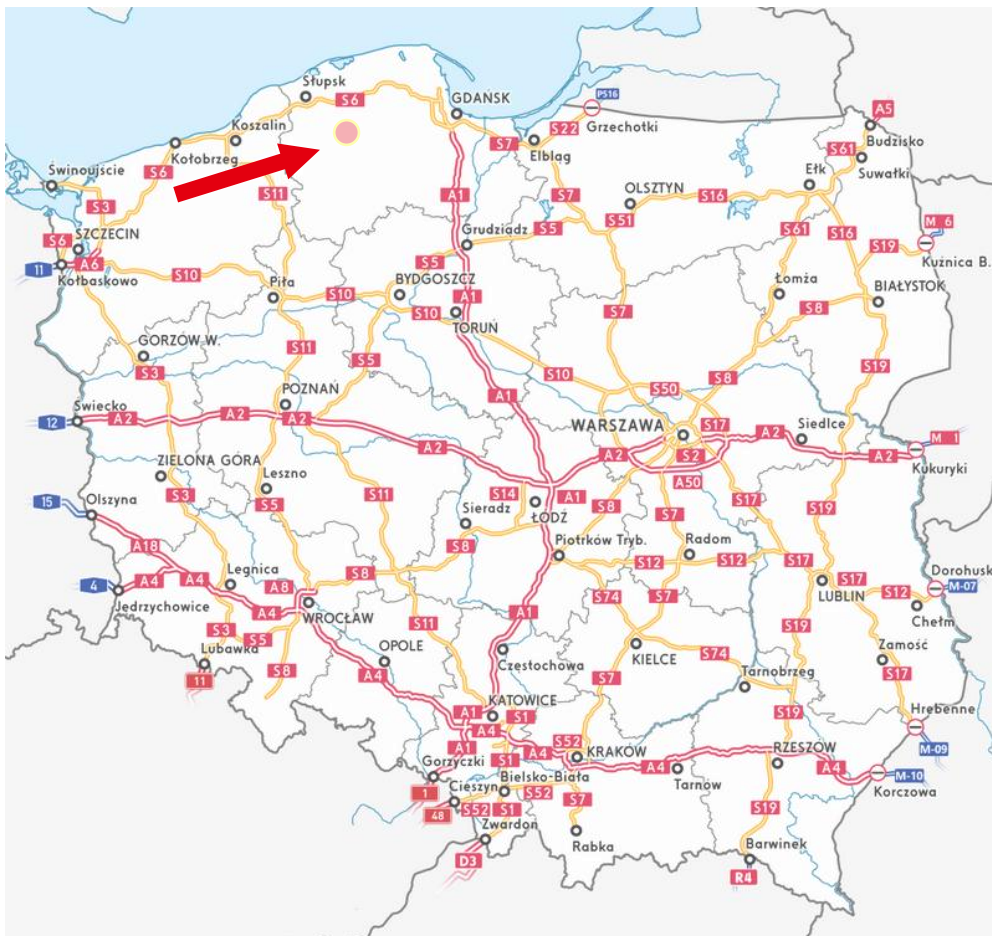 Słupsk
S6
GDAŃSK
PS16
Grzechotki
S22
A5
Budzisko
S61
Suwałki
Koszalin
Kołobrzeg
S6
S7
Elbląg
Ełk
Świnoujście
S3
S11
A1
S7
OLSZTYN
S16
S51
S61
S16
M 6
SZCZECIN
S6
A6
11
Kołbaskowo
S10
Grudziądz
S5
S5
S19
Kuźnica B.
Piła
S10
BYDGOSZCZ
A1
S10
TORUŃ
S7
Łomża
BIAŁYSTOK
S8
GORZÓW W.
S3
S11
S5
S10
S8
S19
POZNAŃ
A1
S50
Świecko
12
A2
A2
A2
A2
WARSZAWA
S17
S2
A2
Siedlce
M 1
A2
Kukuryki
A2
A50
ZIELONA GÓRA
S3
Leszno
S5
S11
S14
A1
ŁÓDŹ
Sieradz
S8
S7
S17
S19
15
Olszyna
A18
S8
Piotrków Tryb.
Radom
S12
S12
S17
Dorohusk
M-07
4
A4
A4
Legnica
A8
S8
Jędrzychowice
A4
WROCŁAW
S17
LUBLIN
S12
Chełm
S74
S7
A1
S11
S3
S5
S19
Zamość
Lubawka
S8
OPOLE
A4
Częstochowa
KIELCE
S74
S17
11
S7
Tarnobrzeg
KATOWICE
A1
S1
A4
S19
Hrebenne
M-09
A1
S1
A4
S52
KRAKÓW
RZESZÓW
A4
A4
M-10
Gorzyczki
Bielsko-Biała
Tarnów
Korczowa
1
Cieszyn
S52
S52
S1
S7
S19
48
Zwardoń
Rabka
Barwinek
D3
R4